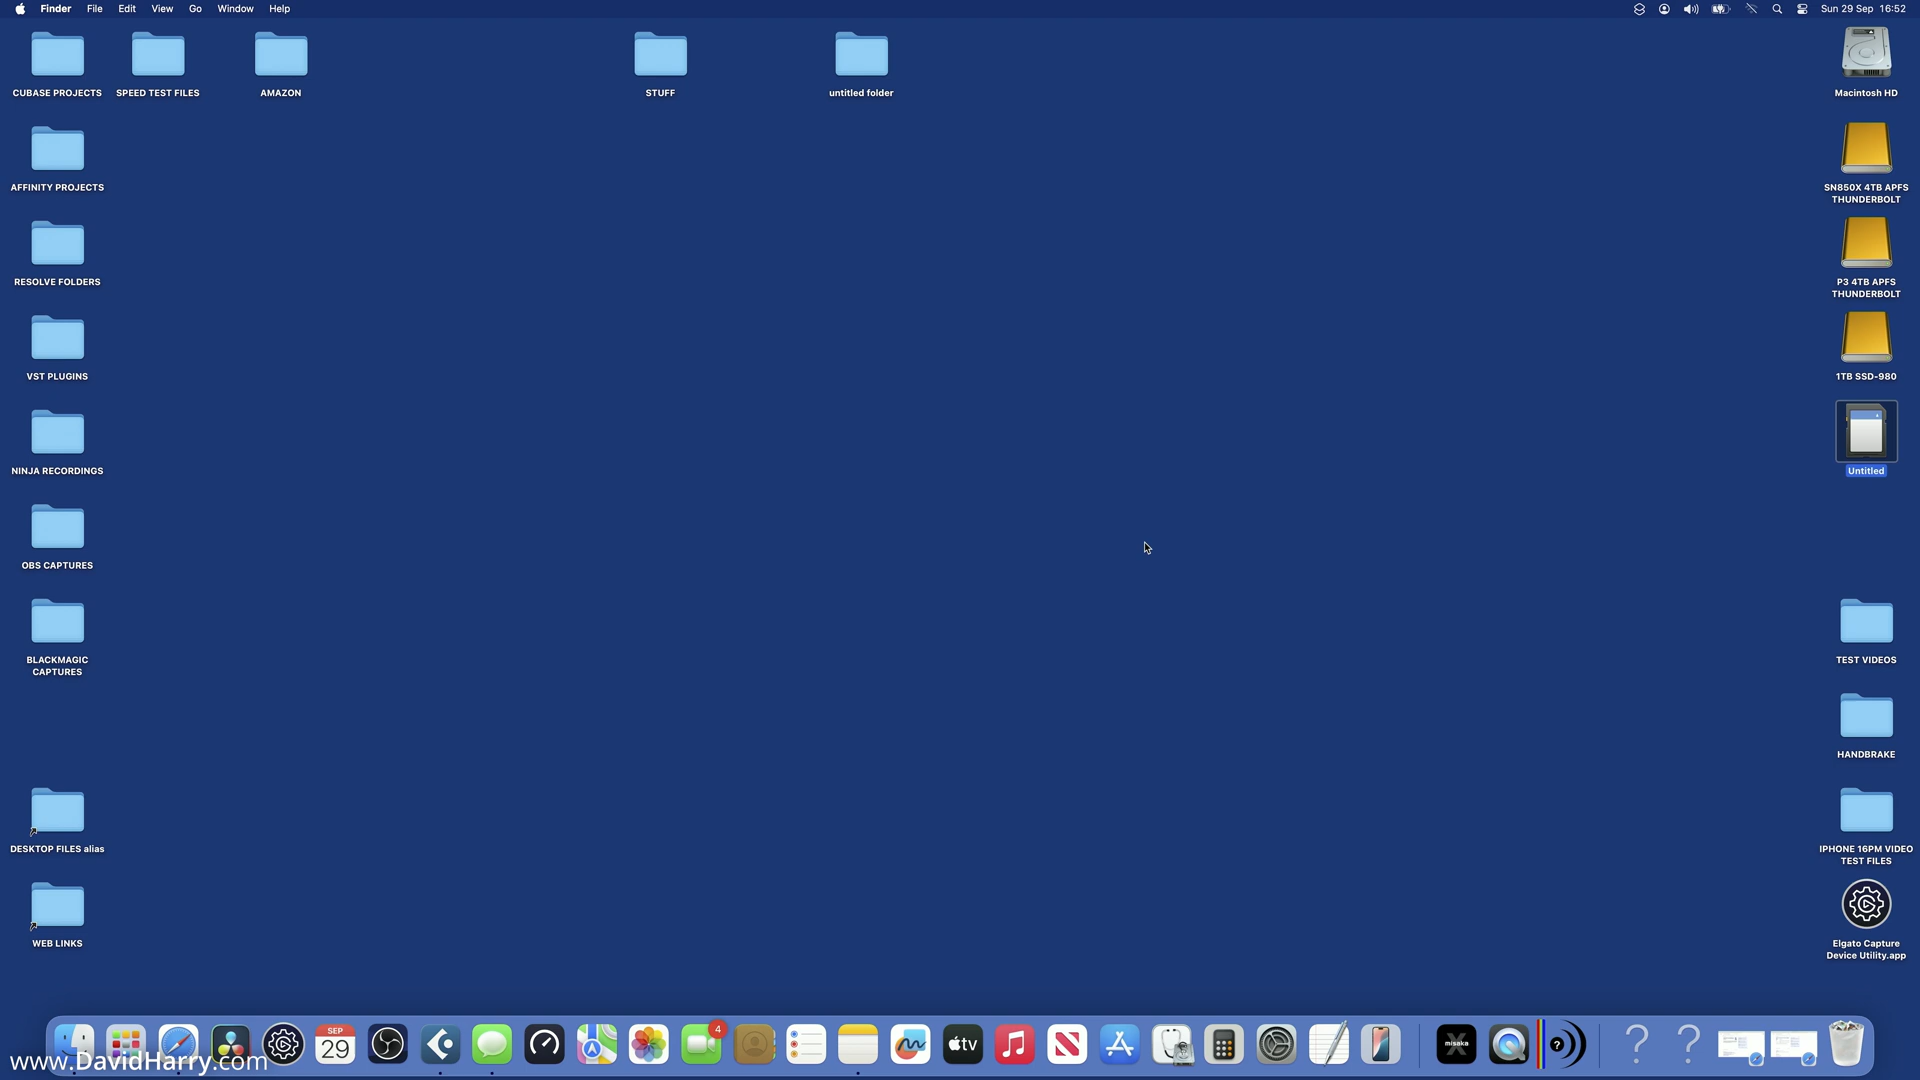 Finder File Edit View Go Window Help
Sun 29 Sep 16:52
CUBASE PROJECTS
SPEED TEST FILES
AMAZON
STUFF
untitled folder
Macintosh HD
AFFINITY PROJECTS
SN850X 4TB APFS
THUNDERBOLT
RESOLVE FOLDERS
P3 4TB APFS
THUNDERBOLT
VST PLUGINS
1TB SSD-980
NINJA RECORDINGS
Untitled
OBS CAPTURES
BLACKMAGIC
CAPTURES
TEST VIDEOS
HANDBRAKE
DESKTOP FILES alias
IPHONE 16PM VIDEO
TEST FILES
WEB LINKS
Elgato Capture
Device Utility.app
SEP
29
4
tv
misaka
X
?
?
?
www.DavidHarry.com